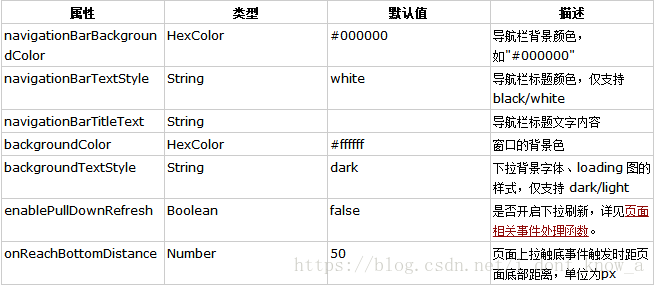 属性 类型 默认值 描述
navigationBarBackgroun HexColor #000000 导航栏背景颜色，
dColor 如"#000000"
navigationBarTextStyle String white 导航栏标题颜色，仅支持
black/white
navigationBarTitleText String 导航栏标题文字内容
backgroundColor HexColor #ffffff 窗口的背景色
backgroundTextStyle String dark 下拉背景字体、loading 图的
样式，仅支持 dark/light
enablePullDownRefresh Boolean false 是否开启下拉刷新，详见页面
相关事件处理函数。
onReachBottomDistance Number 50 页面上拉触底事件触发时距页
面底部距离，单位为px